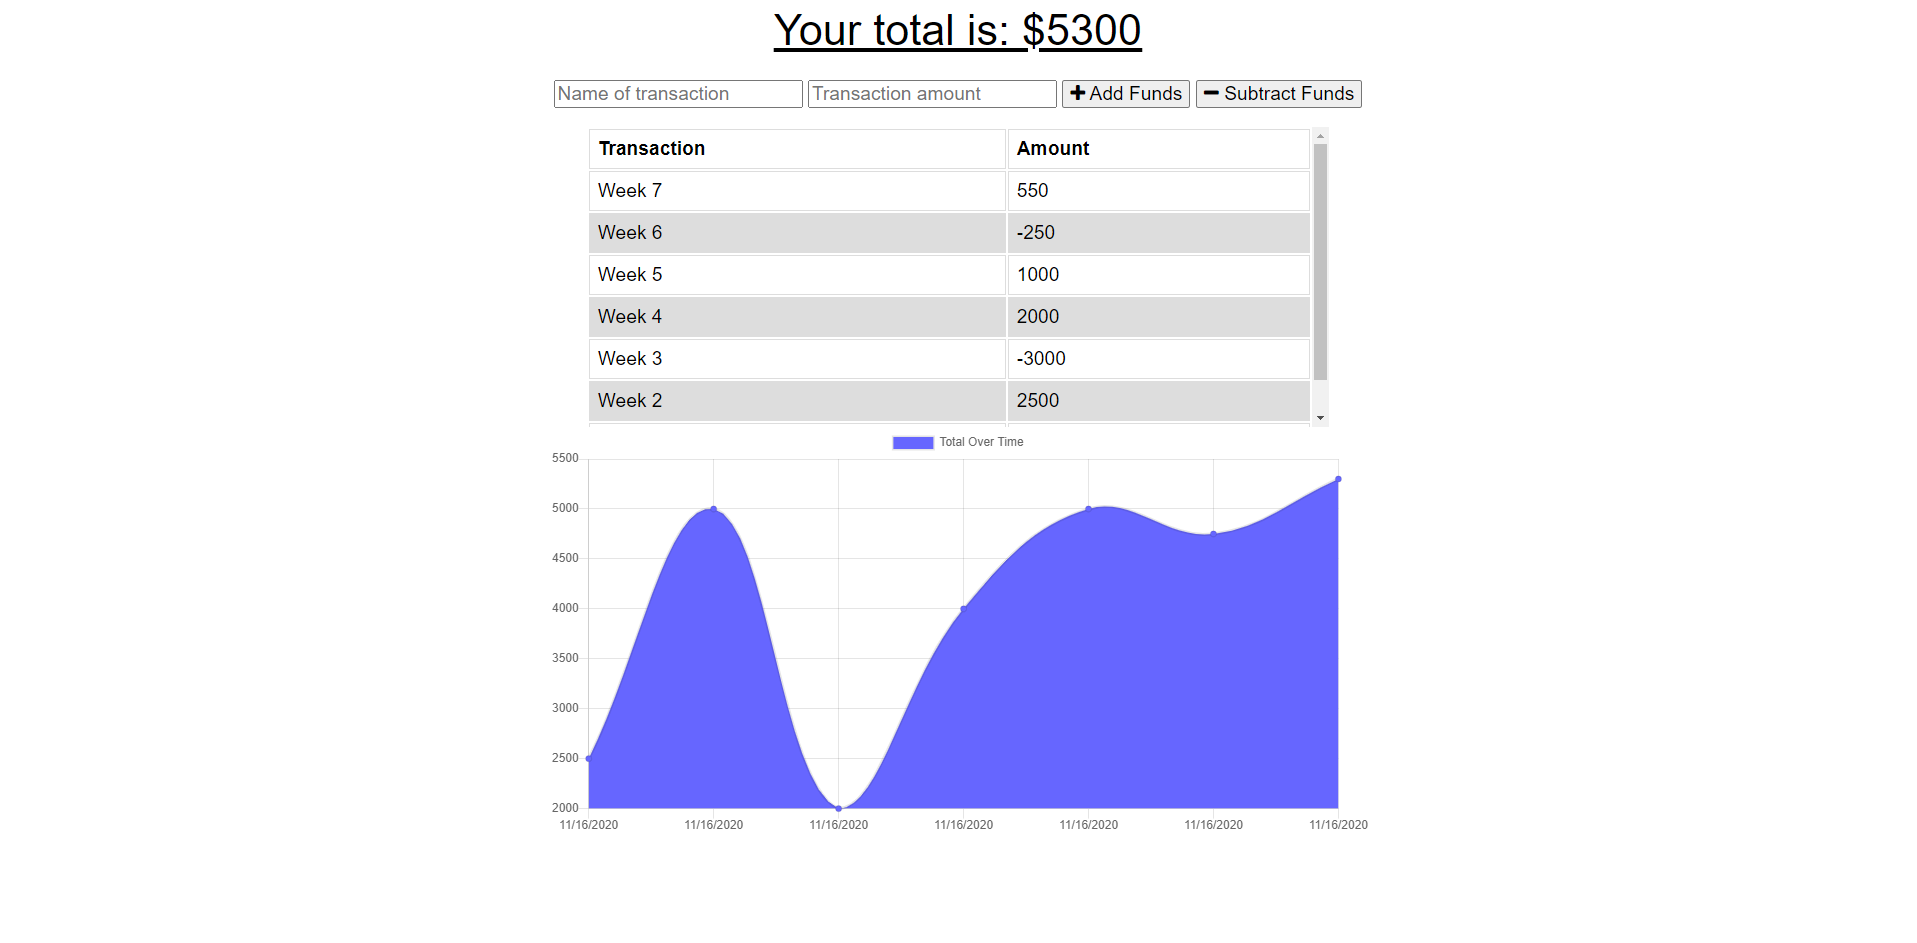 Your total is: $5300
Name of transaction Transaction amount Add Funds Subtract Funds
Transaction Amount
Week 7 550
Week 6 -250
Week 5 1000
Week 4 2000
Week 3 -3000
Week 2 2500
Total Over Time
5500
5000
4500
4000
3500
3000
2500
2000
11/16/2020 11/16/2020 11/16/2020 11/16/2020 11/16/2020 11/16/2020 11/16/2020